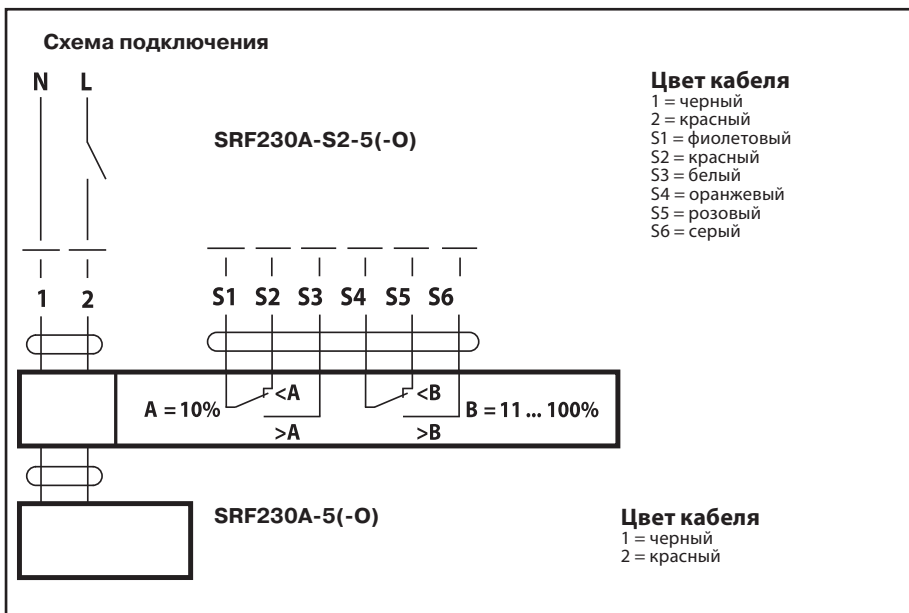 Схема подключения
N L
SRF230A-S2-5(-O)
Цвет кабеля
1 = черный
2 = красный
S1 = фиолетовый
S2 = красный
S3 = белый
S4 = оранжевый
S5 = розовый
S6 = серый
1 2 S1 S2 S3 S4 S5 S6
A = 10% <A <B B = 11 ... 100%
>A >B
SRF230A-5(-O)
Цвет кабеля
1 = черный
2 = красный